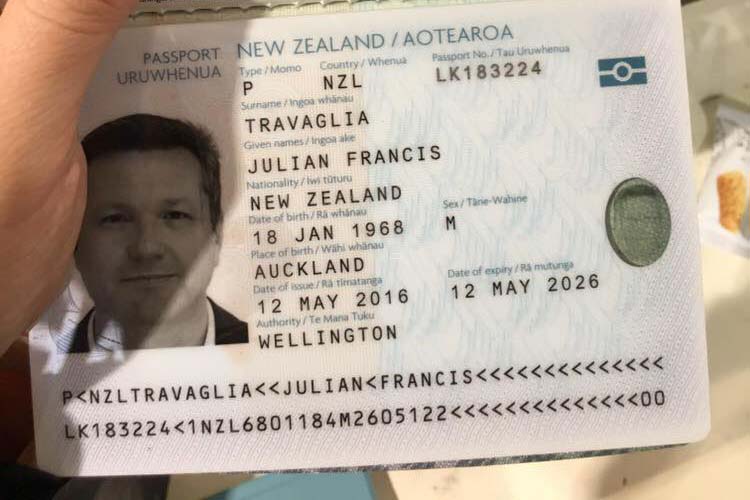 PASSPORT
URUWHENUA
NEW ZEALAND / AOTEAROA
Type / Momo Country / Whenua Passport No. / Tau Uruwhenua
P NZL LK183224
Surname / Ingoa whānau
TRAVAGLIA
Given names / Ingoa ake
JULIAN FRANCIS
Nationality / Iwi tūturu
NEW ZEALAND
Date of birth / Rā whānau Sex / Tāne-Wahine
18 JAN 1968 M
Place of birth / Wāhi whānau
AUCKLAND
Date of issue / Rā tīmatanga Date of expiry / Rā mutunga
12 MAY 2016 12 MAY 2026
Authority / Te Mana Tuku
WELLINGTON
P<NZLTRAVAGLIA<<JULIAN<FRANCIS<<<<<<<<<<<<<<
LK183224<1NZL6801184M2605122<<<<<<<<<<<<<<00